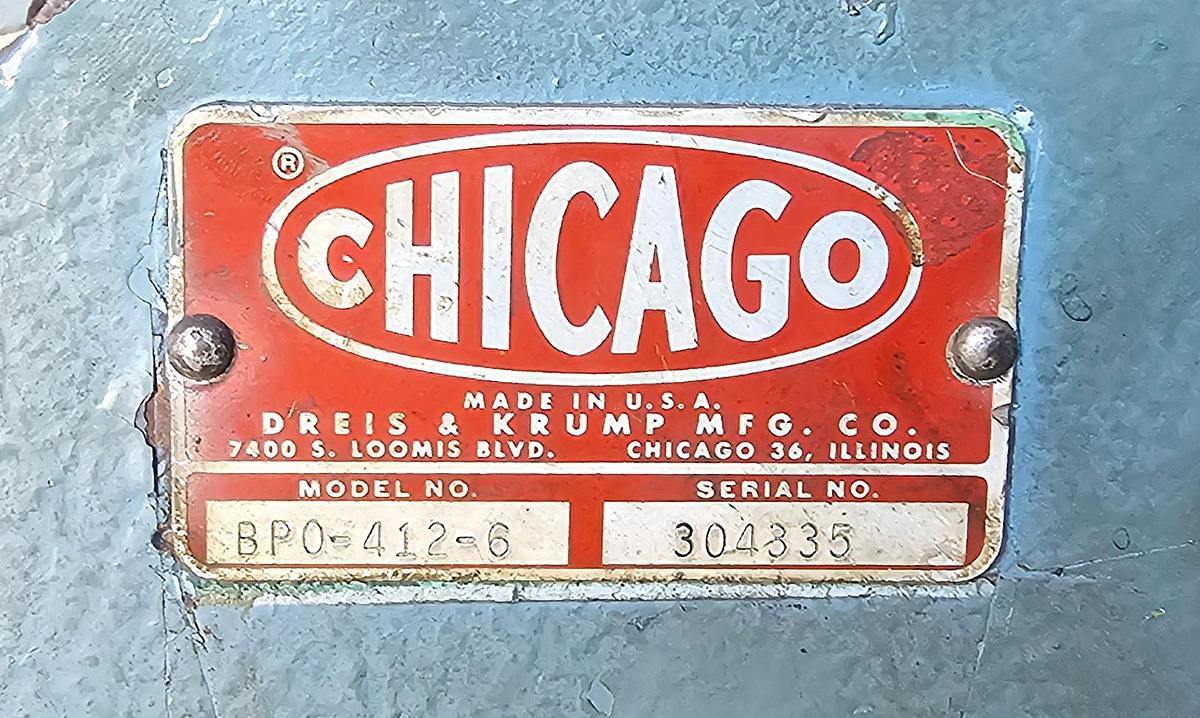 ®
CHICAGO
MADE IN U.S.A.
DREIS & KRUMP MFG. CO.
7400 S. LOOMIS BLVD. CHICAGO 36, ILLINOIS
MODEL NO. SERIAL NO.
BPO-412-6 304335